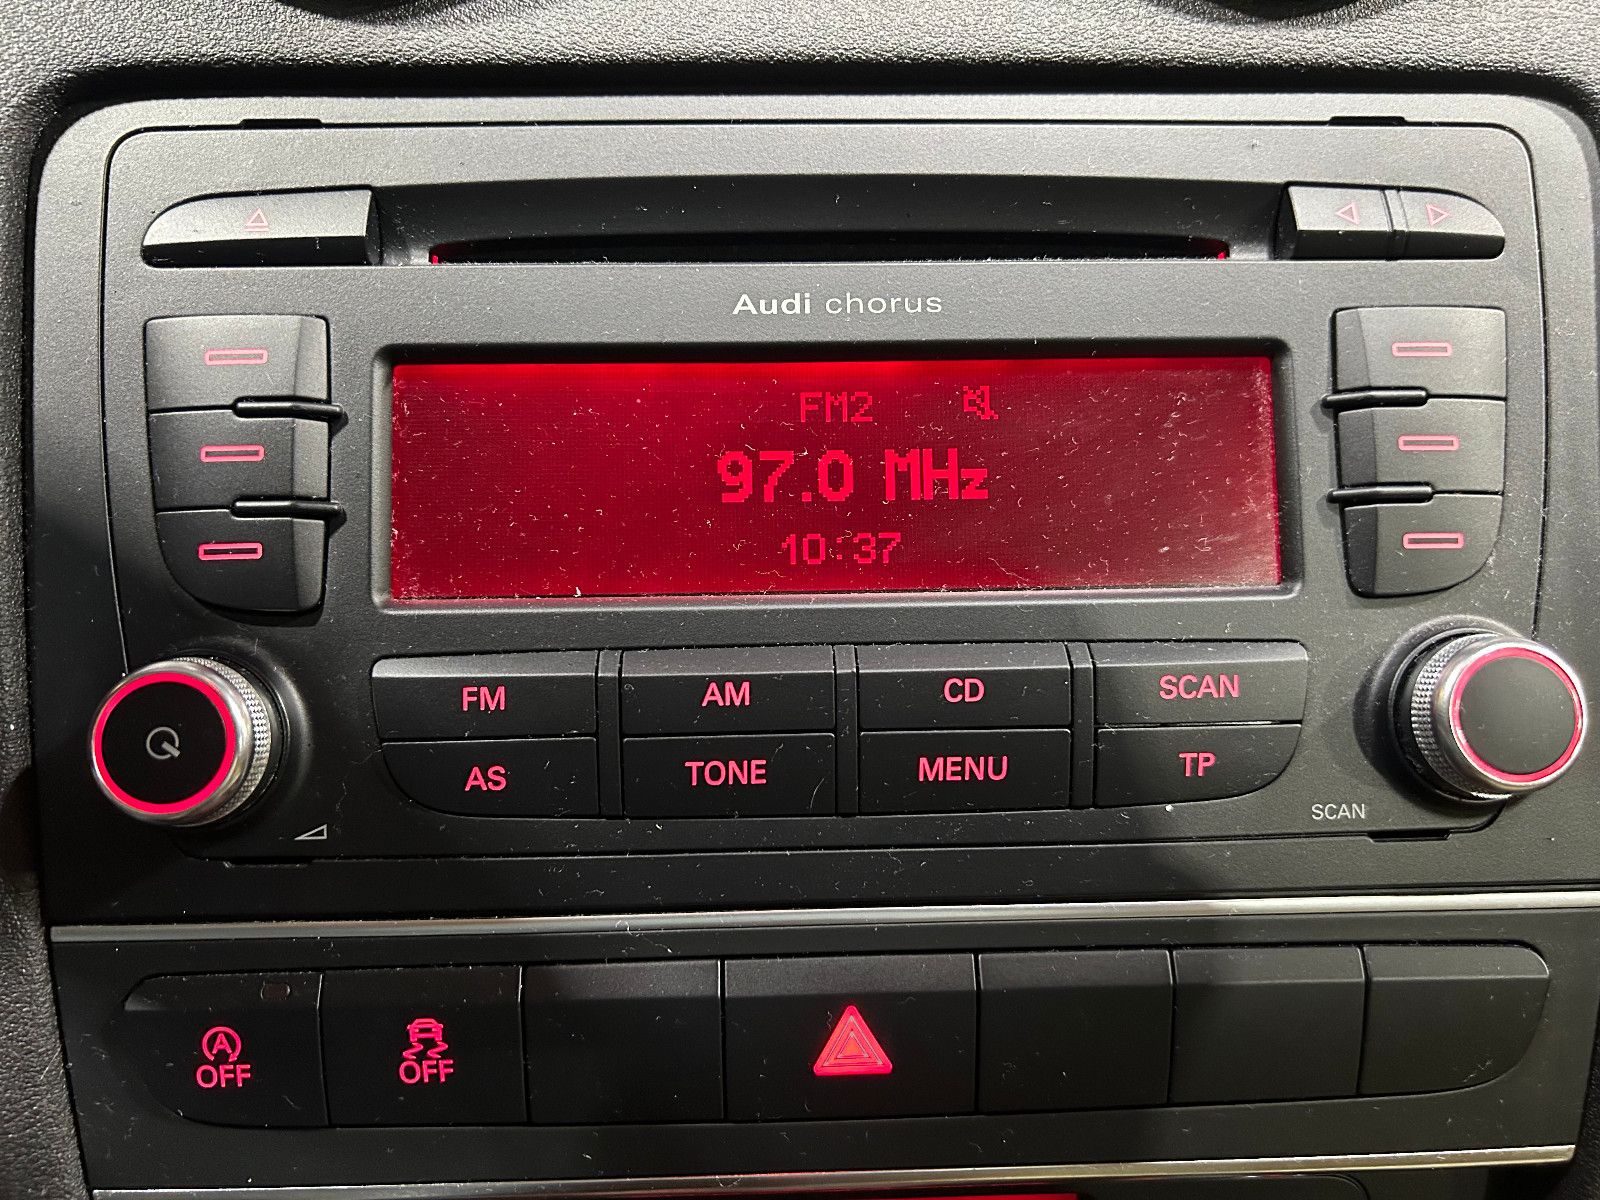 Audi chorus
FM2
97.0 MHz
10:37
FM AM CD SCAN
AS TONE MENU TP
SCAN
OFF OFF